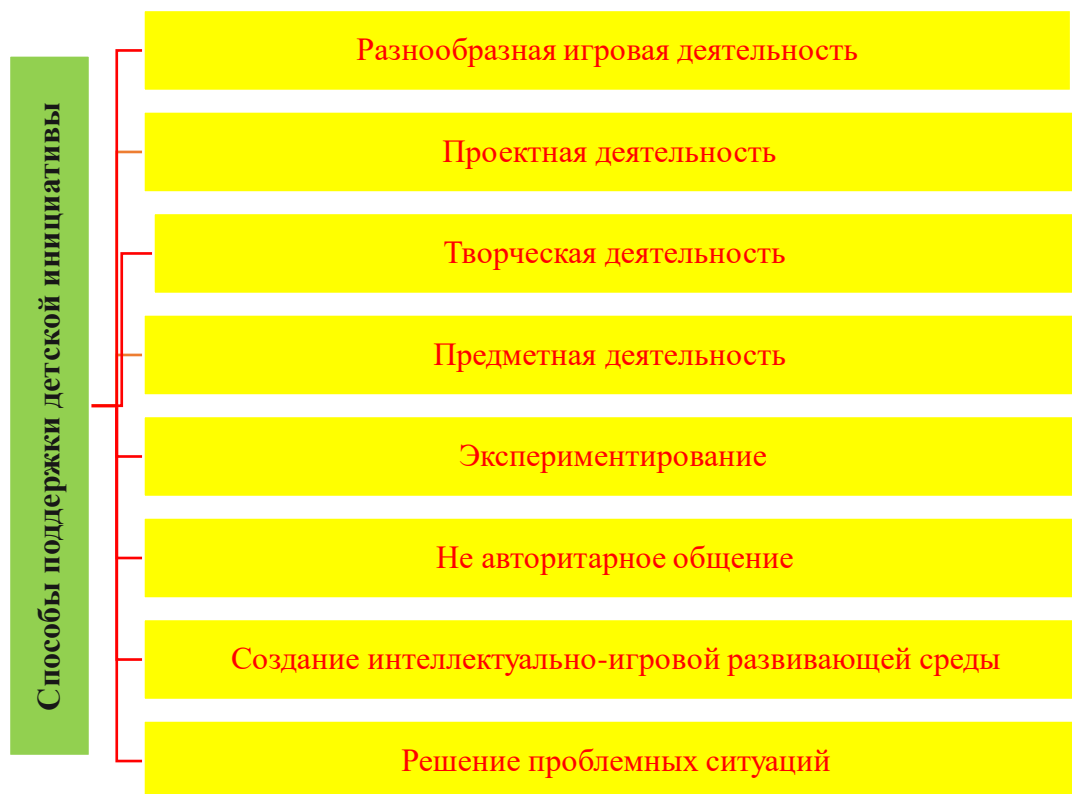 Способы поддержки детской инициативы
Разнообразная игровая деятельность
Проектная деятельность
Творческая деятельность
Предметная деятельность
Экспериментирование
Не авторитарное общение
Создание интеллектуально-игровой развивающей среды
Решение проблемных ситуаций